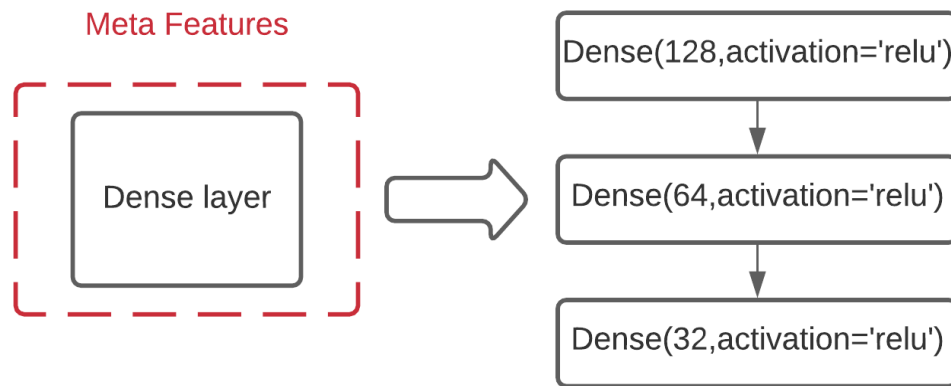 Meta Features
Dense layer
Dense(128,activation='relu')
Dense(64,activation='relu')
Dense(32,activation='relu')